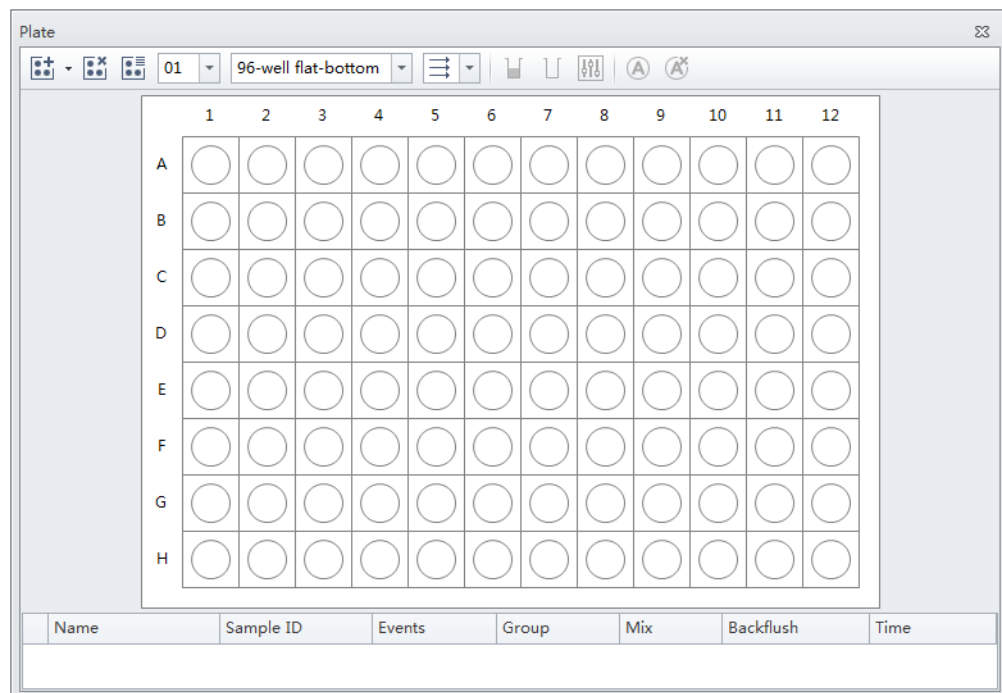 Plate
01 96-well flat-bottom A A
1 2 3 4 5 6 7 8 9 10 11 12
A
B
C
D
E
F
G
H
Name Sample ID Events Group Mix Backflush Time